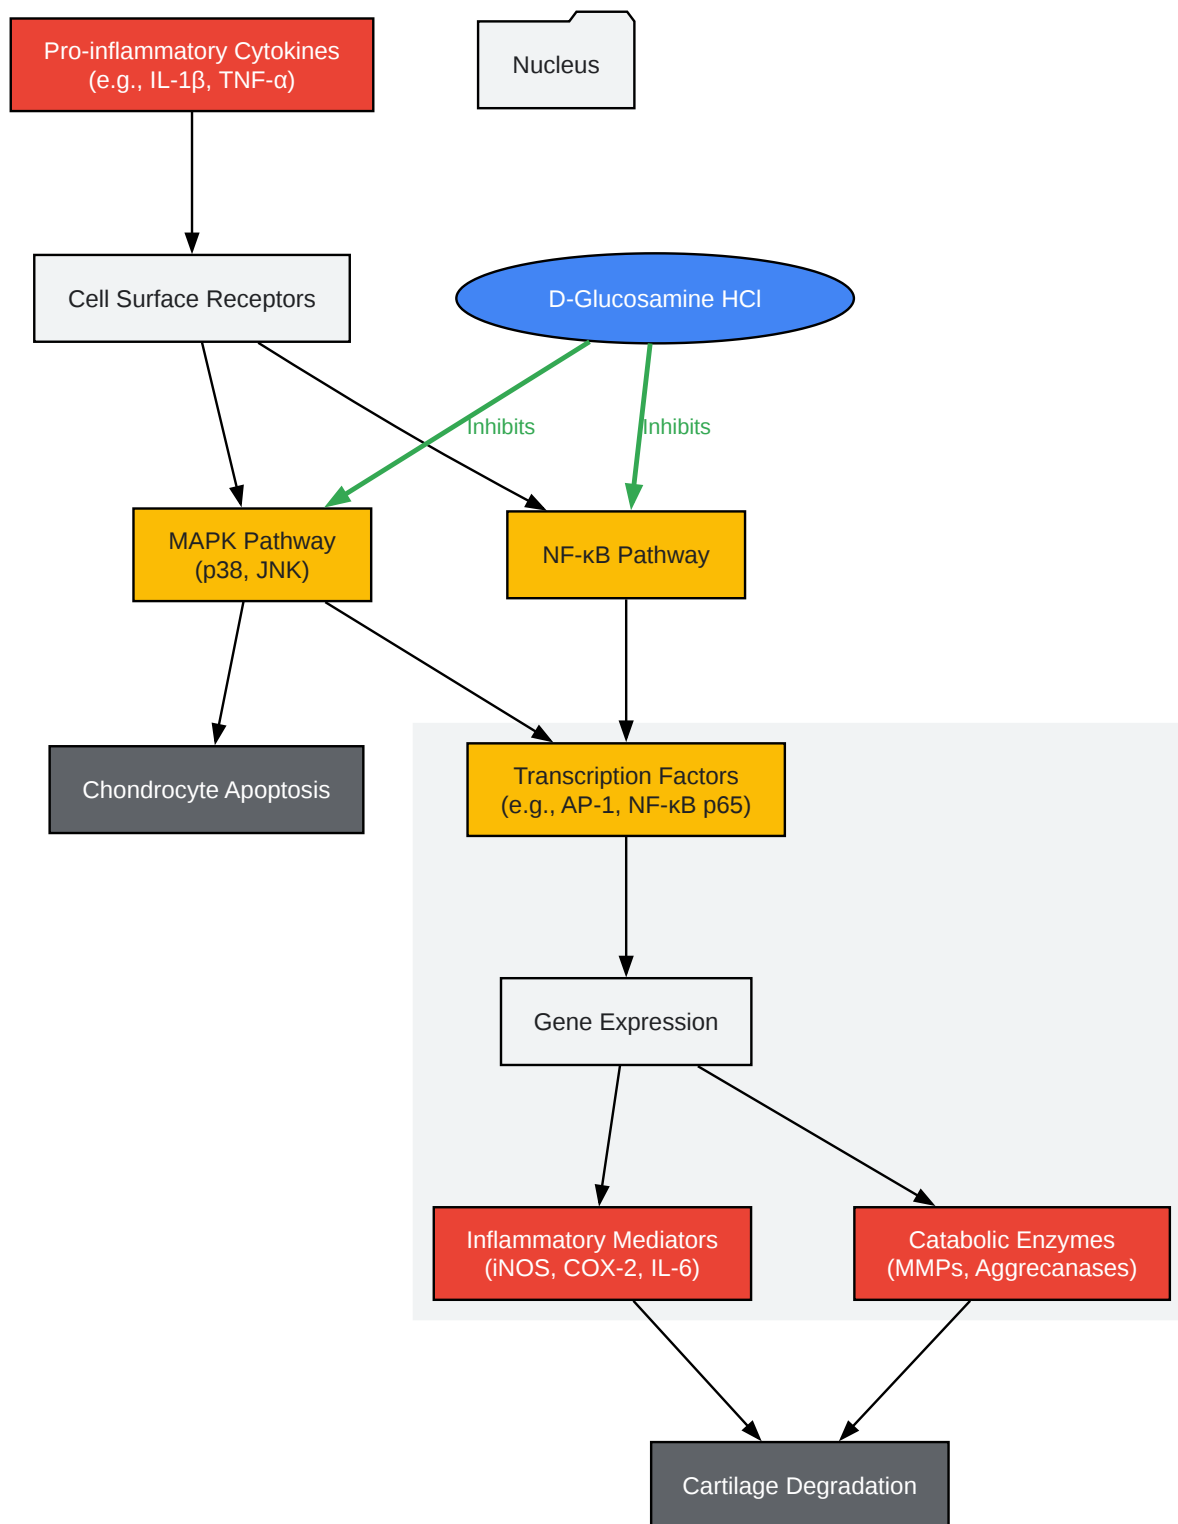 Pro-inflammatory Cytokines
(e.g., IL-1β, TNF-α)
Nucleus
Cell Surface Receptors
D-Glucosamine HCl
Inhibits
Inhibits
MAPK Pathway
(p38, JNK)
NF-κB Pathway
Chondrocyte Apoptosis
Transcription Factors
(e.g., AP-1, NF-κB p65)
Gene Expression
Inflammatory Mediators
(iNOS, COX-2, IL-6)
Catabolic Enzymes
(MMPs, Aggrecanases)
Cartilage Degradation